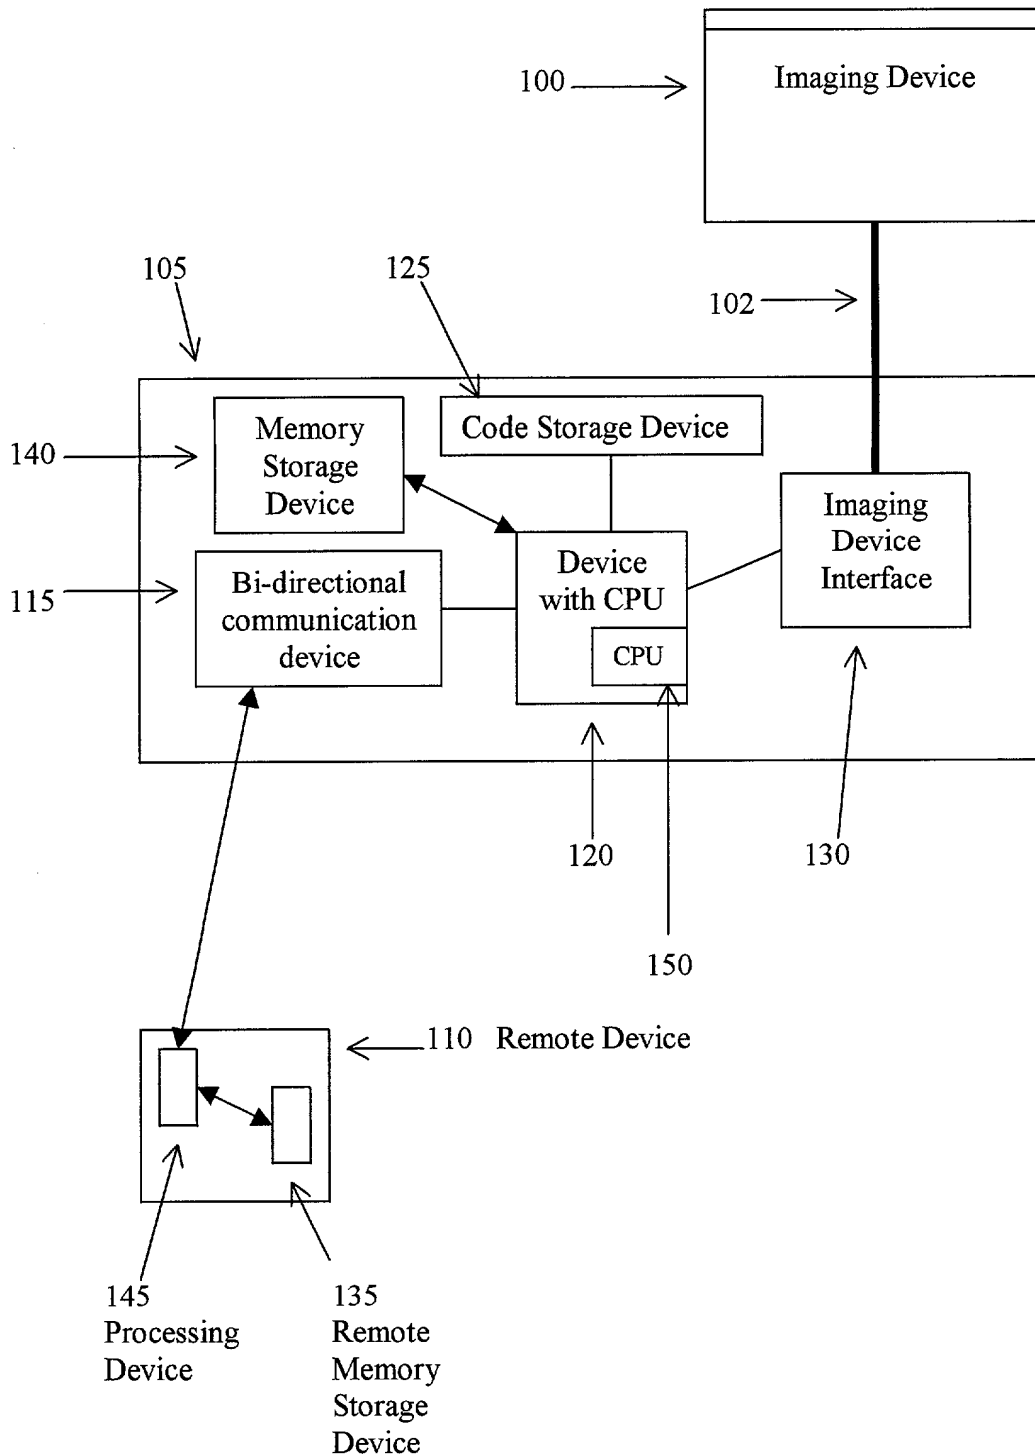 100
Imaging Device
105
125
102
140
Memory
Storage
Device
Code Storage Device
Imaging
Device
Interface
115
Bi-directional
communication
device
Device
with CPU
CPU
120
130
150
110 Remote Device
145
Processing
Device
135
Remote
Memory
Storage
Device